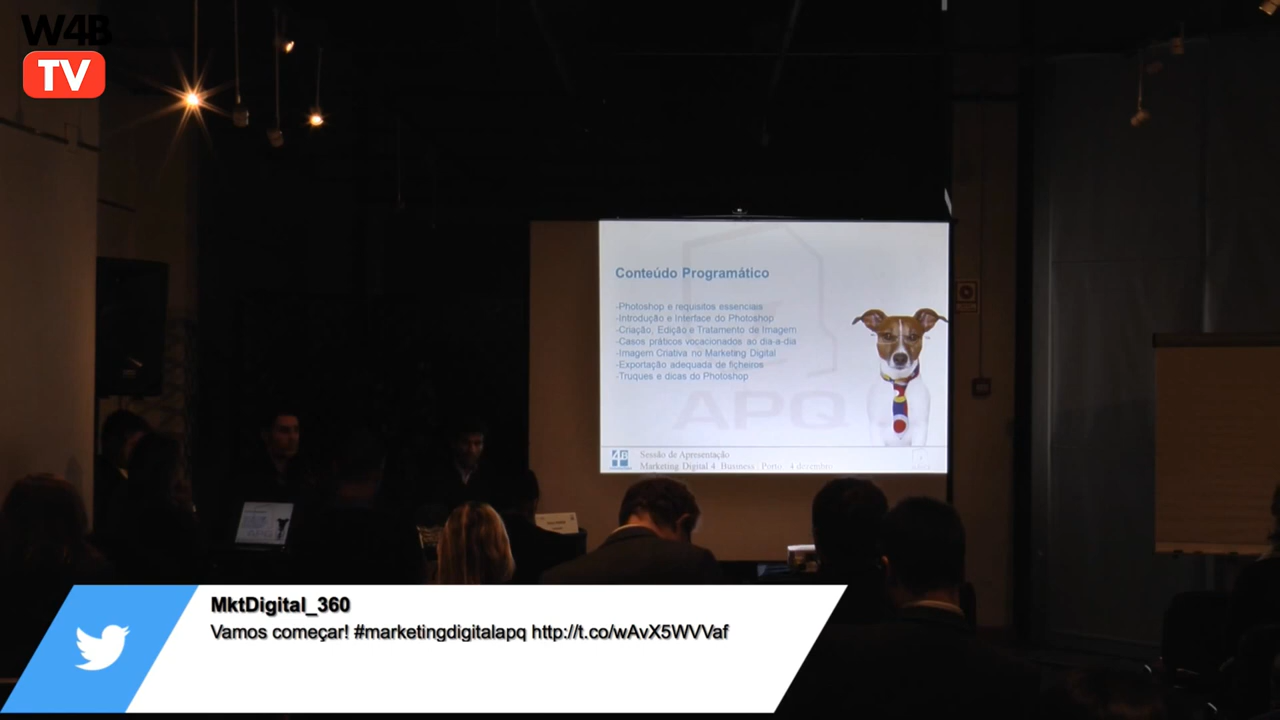 W4B
TV
Conteúdo Programático
-Photoshop e requisitos essenciais
-Introdução e Interface do Photoshop
-Criação, Edição e Tratamento de Imagem
-Casos práticos vocacionados ao dia-a-dia
-Imagem Criativa no Marketing Digital
-Exportação adequada de ficheiros
-Truques e dicas do Photoshop
APQ
4B
Sessão de Apresentação
Marketing Digital 4 Business . Porto . 4 dezembro
MktDigital_360
Vamos começar! #marketingdigitalapq http://t.co/wAvX5WVVaf